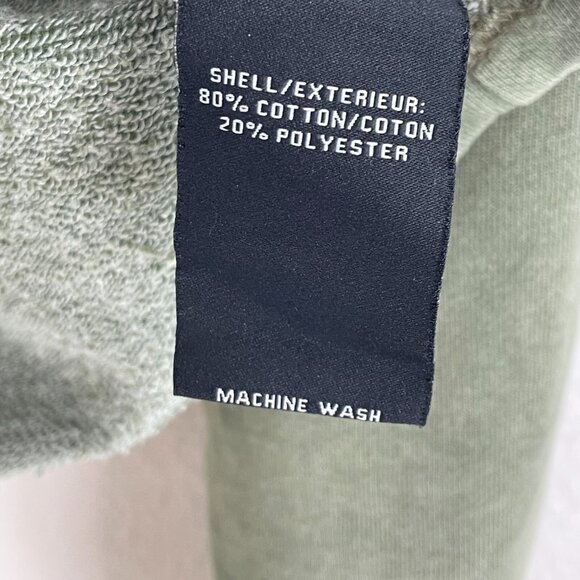 SHELL/EXTERIEUR:
80% COTTON/COTON
20% POLYESTER
MACHINE WASH